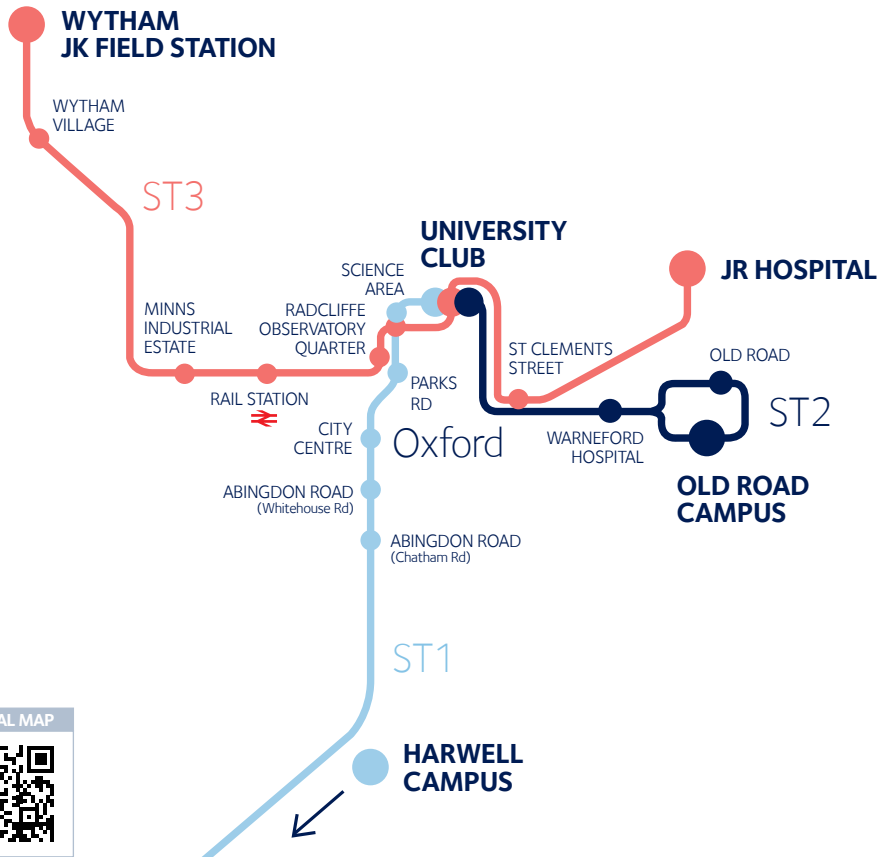 WYTHAM
JK FIELD STATION
WYTHAM
VILLAGE
ST3
UNIVERSITY
CLUB
JR HOSPITAL
SCIENCE
AREA
MINNS
INDUSTRIAL
ESTATE
RADCLIFFE
OBSERVATORY
QUARTER
ST CLEMENTS
STREET
OLD ROAD
RAIL STATION
PARKS
RD
ST2
CITY
CENTRE
Oxford
WARNEFORD
HOSPITAL
OLD ROAD
CAMPUS
ABINGDON ROAD
(Whitehouse Rd)
ABINGDON ROAD
(Chatham Rd)
ST1
MAP
HARWELL
CAMPUS